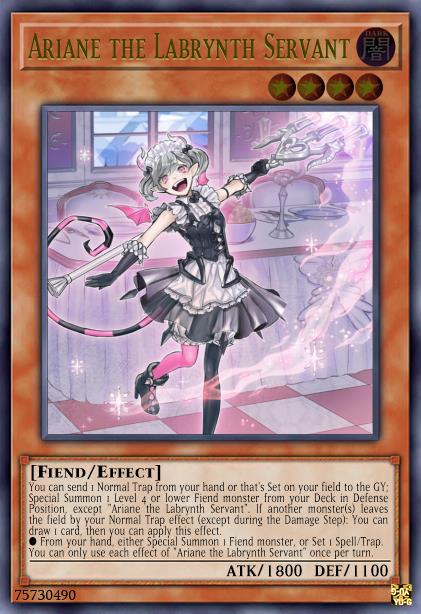 ARIANE THE LABRYNTH SERVANT
DARK
闇
[FIEND/EFFECT]
You can send 1 Normal Trap from your hand or that's Set on your field to the GY;
Special Summon 1 Level 4 or lower Fiend monster from your Deck in Defense
Position, except "Ariane the Labrynth Servant". If another monster(s) leaves
the field by your Normal Trap effect (except during the Damage Step): You can
draw 1 card, then you can apply this effect.
● From your hand, either Special Summon 1 Fiend monster, or Set 1 Spell/Trap.
You can only use each effect of "Ariane the Labrynth Servant" once per turn.
ATK/1800 DEF/1100
75730490